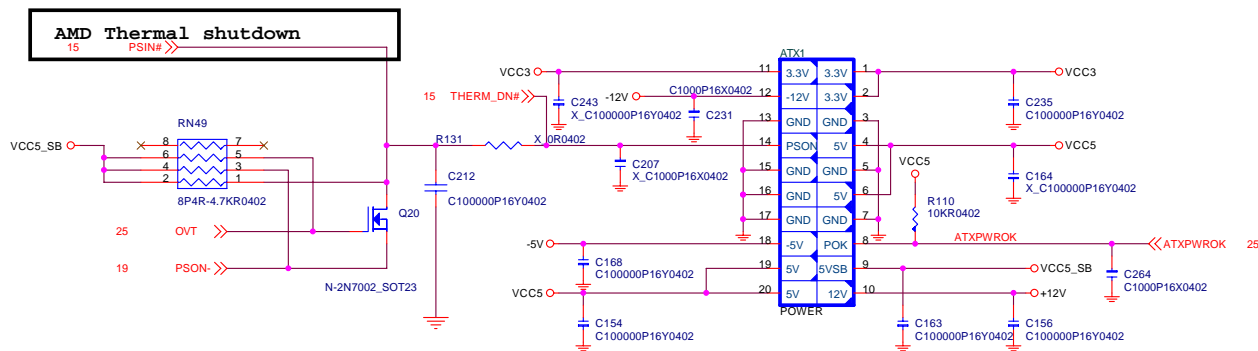 AMD Thermal shutdown
15 PSIN#
ATX1
VCC3
11 3.3V 3.3V 1
VCC3
15 THERM_DN#
-12V
C1000P16X0402
12 -12V 3.3V 2
C243
X_C100000P16Y0402
C231
C235
C100000P16Y0402
13 GND GND 3
RN49
VCC5_SB
8 7
6 5
4 3
2 1
8P4R-4.7KR0402
R131
X_0R0402
14 PSON 5V 4
VCC5
C207
X_C1000P16X0402
15 GND GND 5
VCC5
C164
X_C100000P16Y0402
C212
C100000P16Y0402
16 GND 5V 6
R110
10KR0402
Q20
17 GND GND 7
25 OVT
-5V
18 -5V POK 8
ATXPWROK
ATXPWROK 25
C168
C100000P16Y0402
19 PSON-
19 5V 5VSB 9
VCC5_SB
C264
C1000P16X0402
N-2N7002_SOT23
VCC5
20 5V 12V 10
+12V
POWER
C154
C100000P16Y0402
C163
C100000P16Y0402
C156
C100000P16Y0402